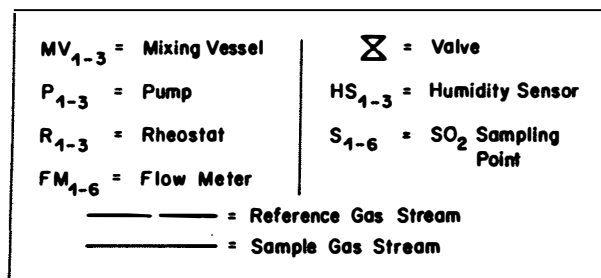 MV1-3 = Mixing Vessel
P1-3 = Pump
R1-3 = Rheostat
FM1-6 = Flow Meter
= Valve
HS1-3 = Humidity Sensor
S1-6 = SO2 Sampling
Point
= Reference Gas Stream
= Sample Gas Stream